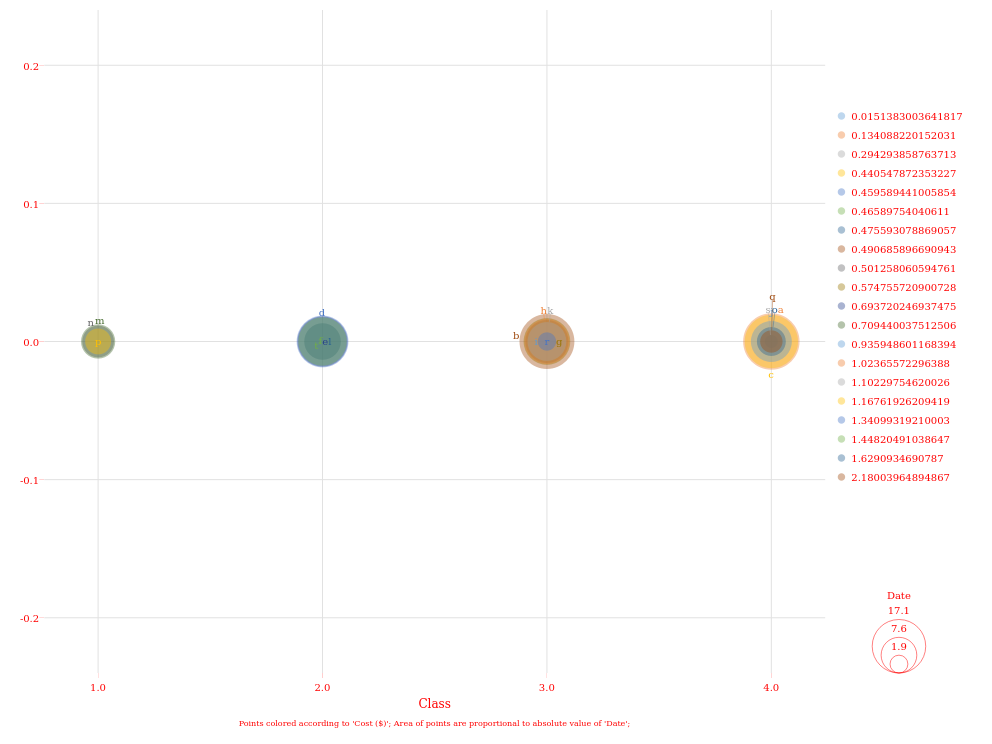 0.2
0.1
0.0
-0.1
-0.2
n m
p
d
el
b
hk
r g
q
s o a
c
1.0
2.0
3.0
4.0
Class
Points colored according to 'Cost ($)'; Area of points are proportional to absolute value of 'Date';
0.0151383003641817
0.134088220152031
0.294293858763713
0.440547872353227
0.459589441005854
0.46589754040611
0.475593078869057
0.490685896690943
0.501258060594761
0.574755720900728
0.693720246937475
0.709440037512506
0.935948601168394
1.02365572296388
1.10229754620026
1.16761926209419
1.34099319210003
1.44820491038647
1.6290934690787
2.18003964894867
Date
17.1
7.6
1.9